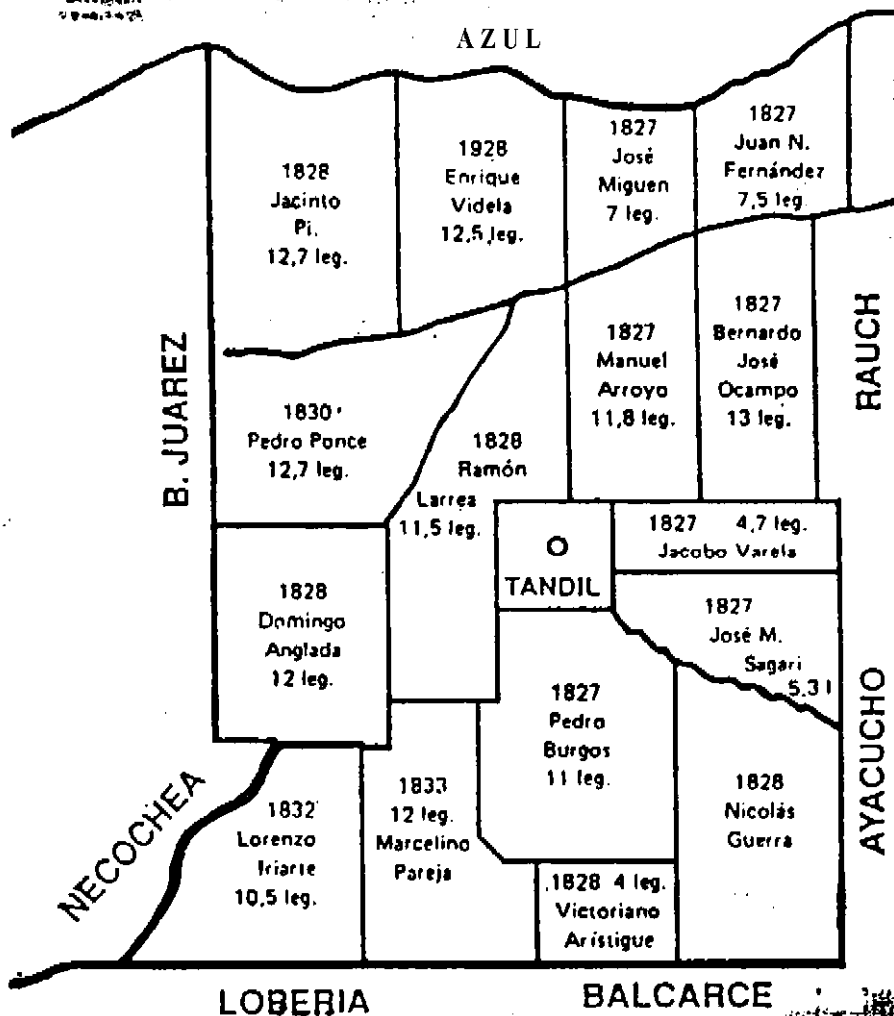 AZUL
1828
Jacinto
Pi.
12,7 leg.
1928
Enrique
Videla
12,5 leg.
1827
José
Miguen
7 leg.
1827
Juan N.
Fernández
7,5 leg.
B. JUAREZ
1830
Pedro Ponce
12,7 leg.
1828
Ramón
Larrea
11,5 leg.
1827
Manuel
Arroyo
11,8 leg.
1827
Bernardo
José
Ocampo
13 leg.
RAUCH
TANDIL
1827 4,7 leg.
Jacobo Varela
1828
Domingo
Anglada
12 leg.
1827
José M.
Sagari
5,3 l
1827
Pedro
Burgos
11 leg.
AYACUCHO
NECOCHEA
1832
Lorenzo
Iriarte
10,5 leg.
1833
12 leg.
Marcelino
Pareja
1828
Nicolás
Guerra
1828 4 leg.
Victoriano
Arístigue
LOBERIA
BALCARCE